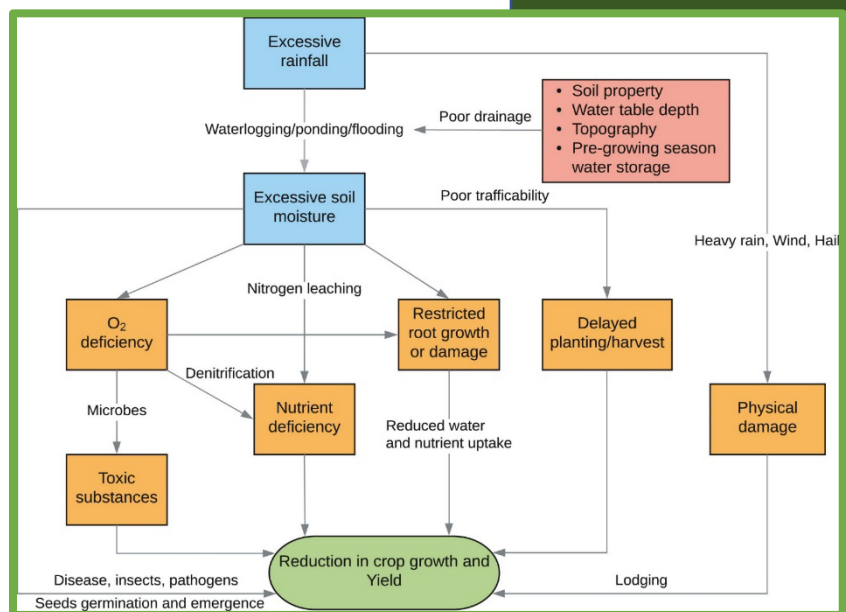 Excessive
rainfall
• Soil property
• Water table depth
• Topography
• Pre-growing season
water storage
Poor drainage
Waterlogging/ponding/flooding
Excessive soil
moisture
Poor trafficability
Heavy rain, Wind, Hail
Nitrogen leaching
O₂
deficiency
Restricted
root growth
or damage
Delayed
planting/harvest
Denitrification
Microbes
Nutrient
deficiency
Reduced water
and nutrient uptake
Physical
damage
Toxic
substances
Reduction in crop growth and
Yield
Disease, insects, pathogens
Lodging
Seeds germination and emergence